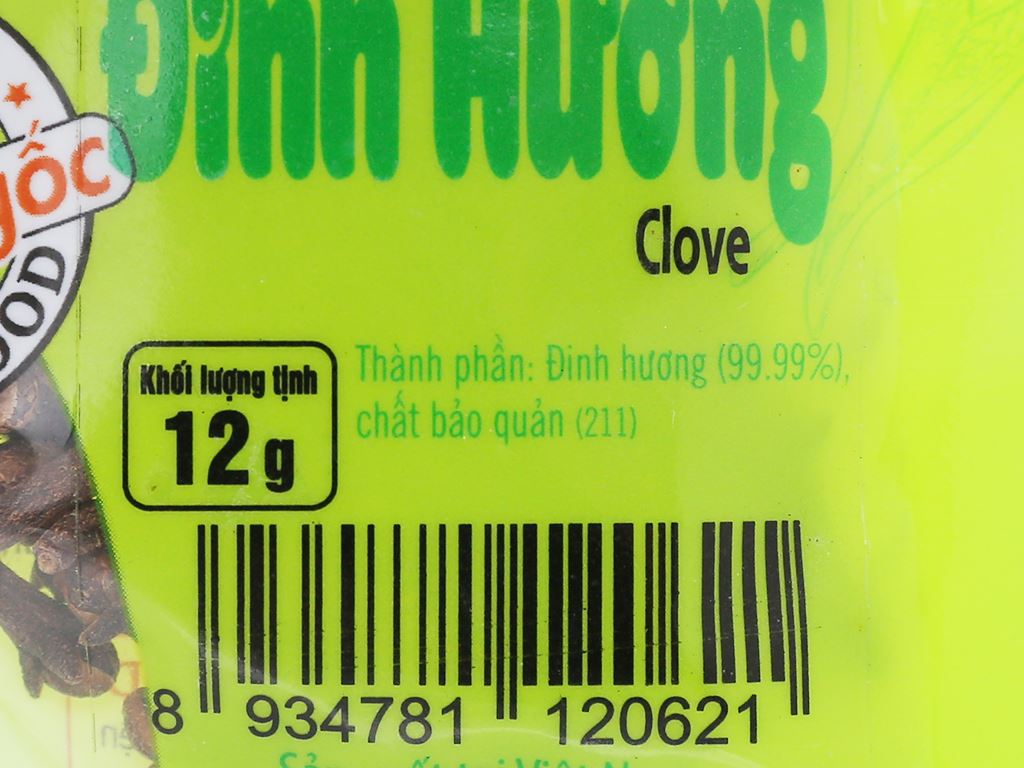 Đinh Hương
Clove
ốc
OOD
Khối lượng tịnh
12 g
Thành phần: Đinh hương (99.99%),
chất bảo quản (211)
8 934781 120621